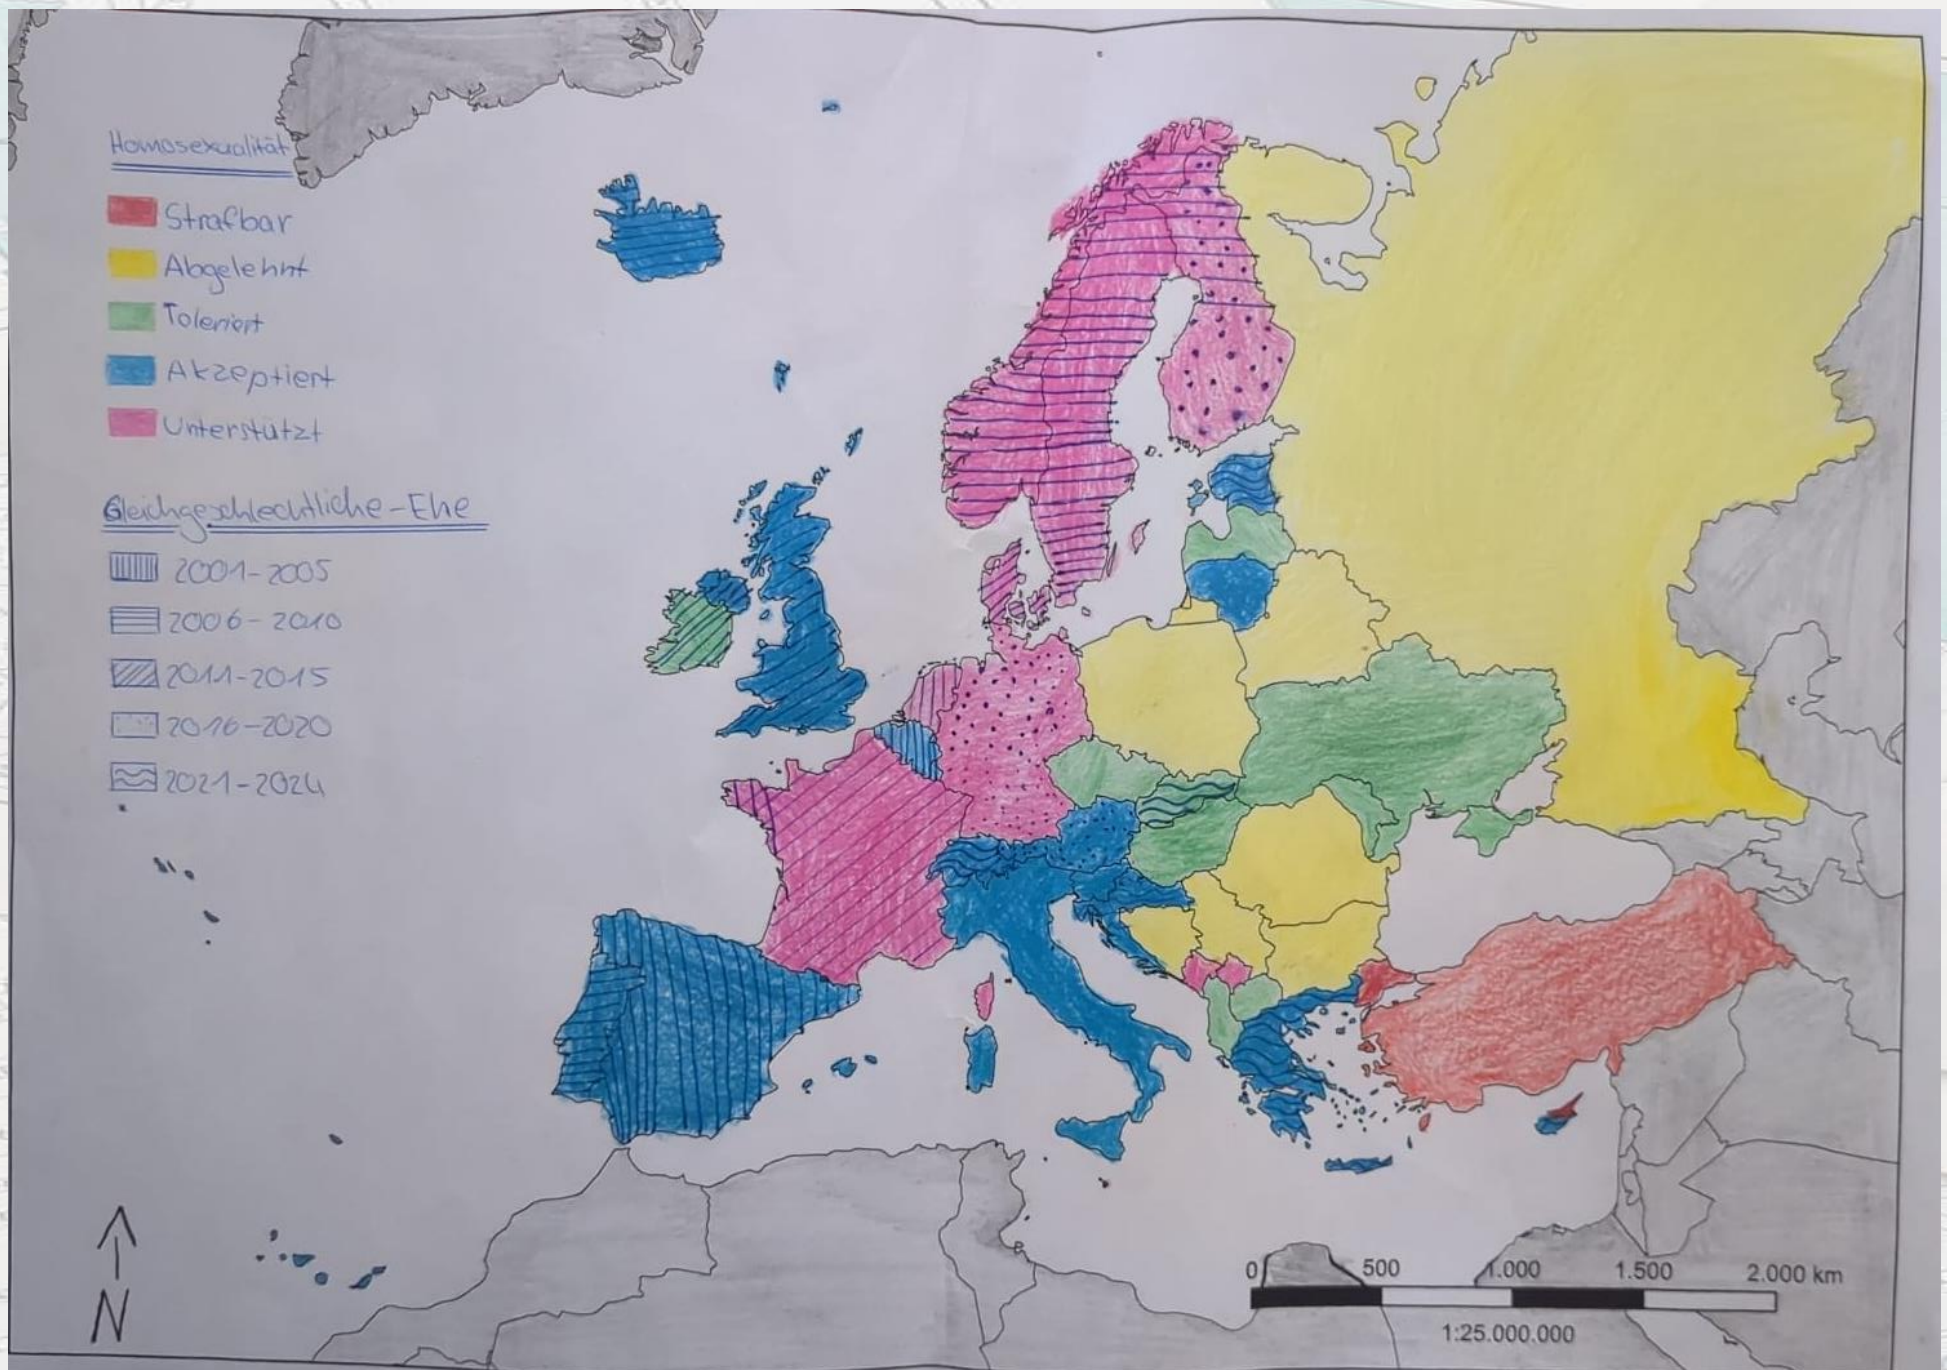 Homosexualität
Strafbar
Abgelehnt
Toleriert
Akzeptiert
Unterstützt
Gleichgeschlechtliche-Ehe
2001-2005
2006-2010
2011-2015
2016-2020
2021-2024
N
0 500 1.000 1.500 2.000 km
1:25.000.000